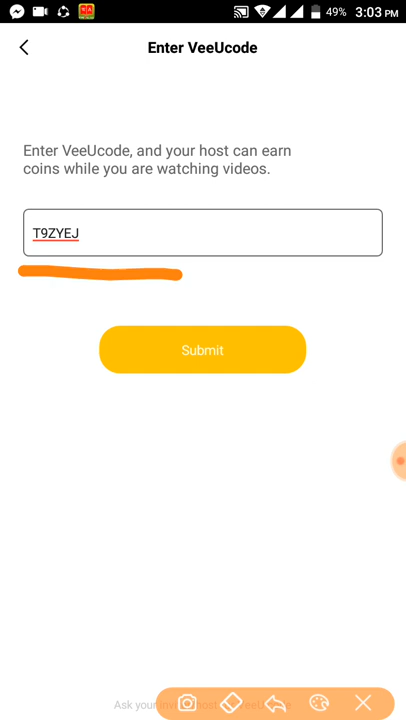 49% 3:03 PM
Enter VeeUcode
Enter VeeUcode, and your host can earn
coins while you are watching videos.
T9ZYEJ
Submit
Ask your